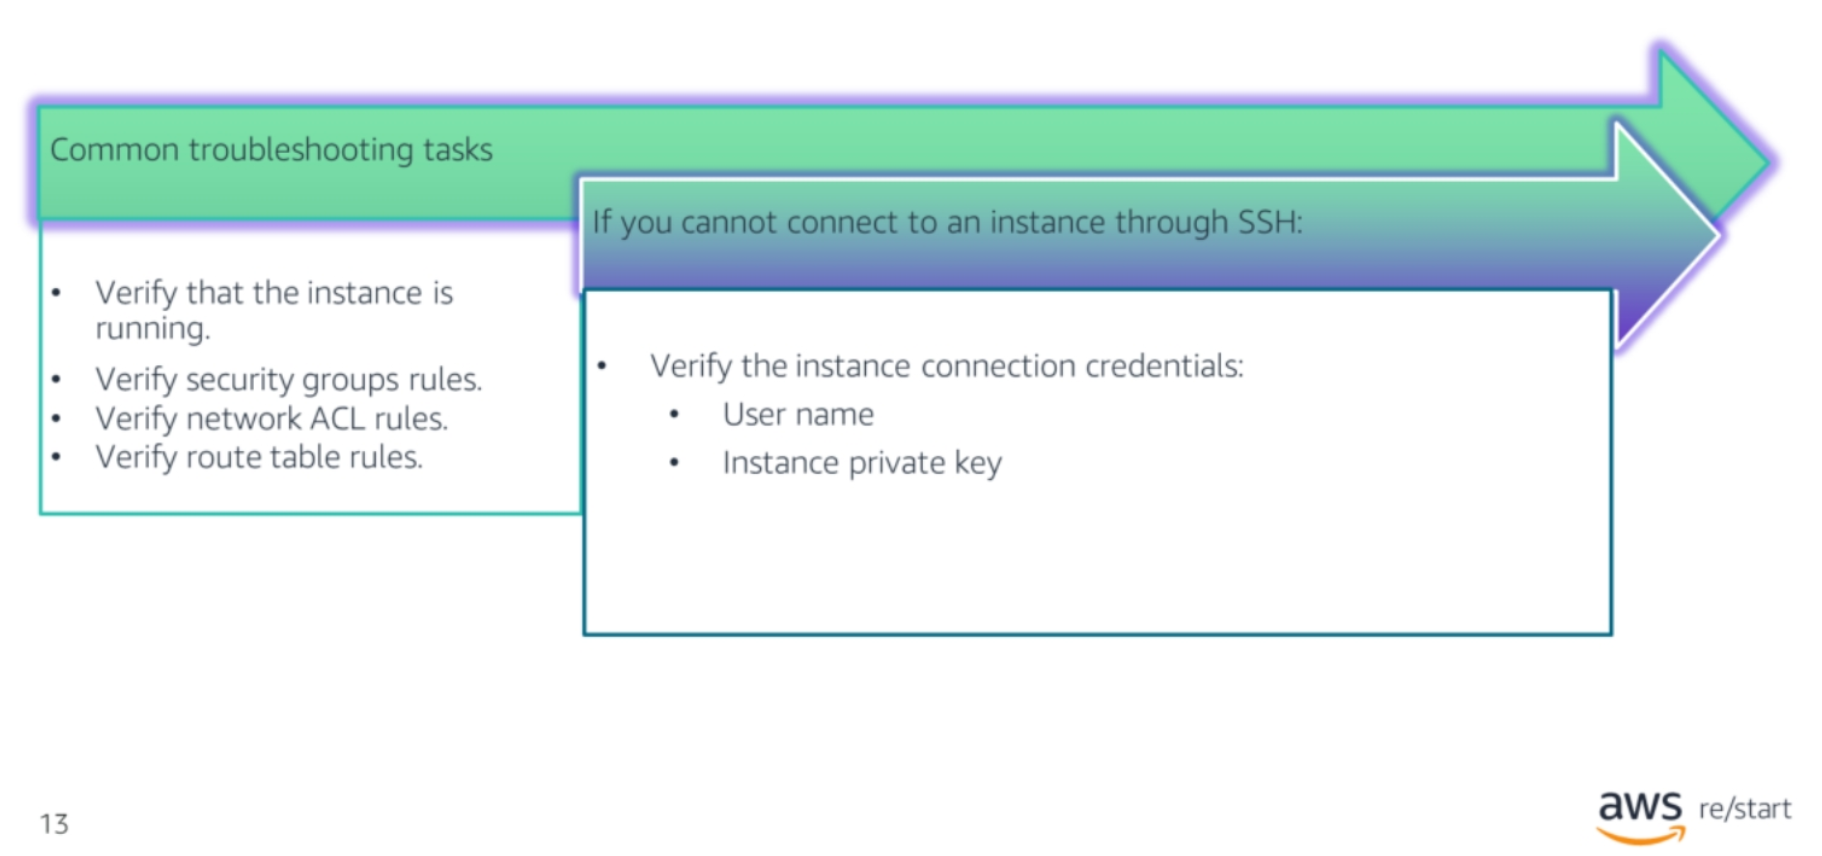 Common troubleshooting tasks
If you cannot connect to an instance through SSH:
• Verify that the instance is
running.
• Verify security groups rules.
• Verify network ACL rules.
• Verify route table rules.
• Verify the instance connection credentials:
• User name
• Instance private key
13
aws re/start